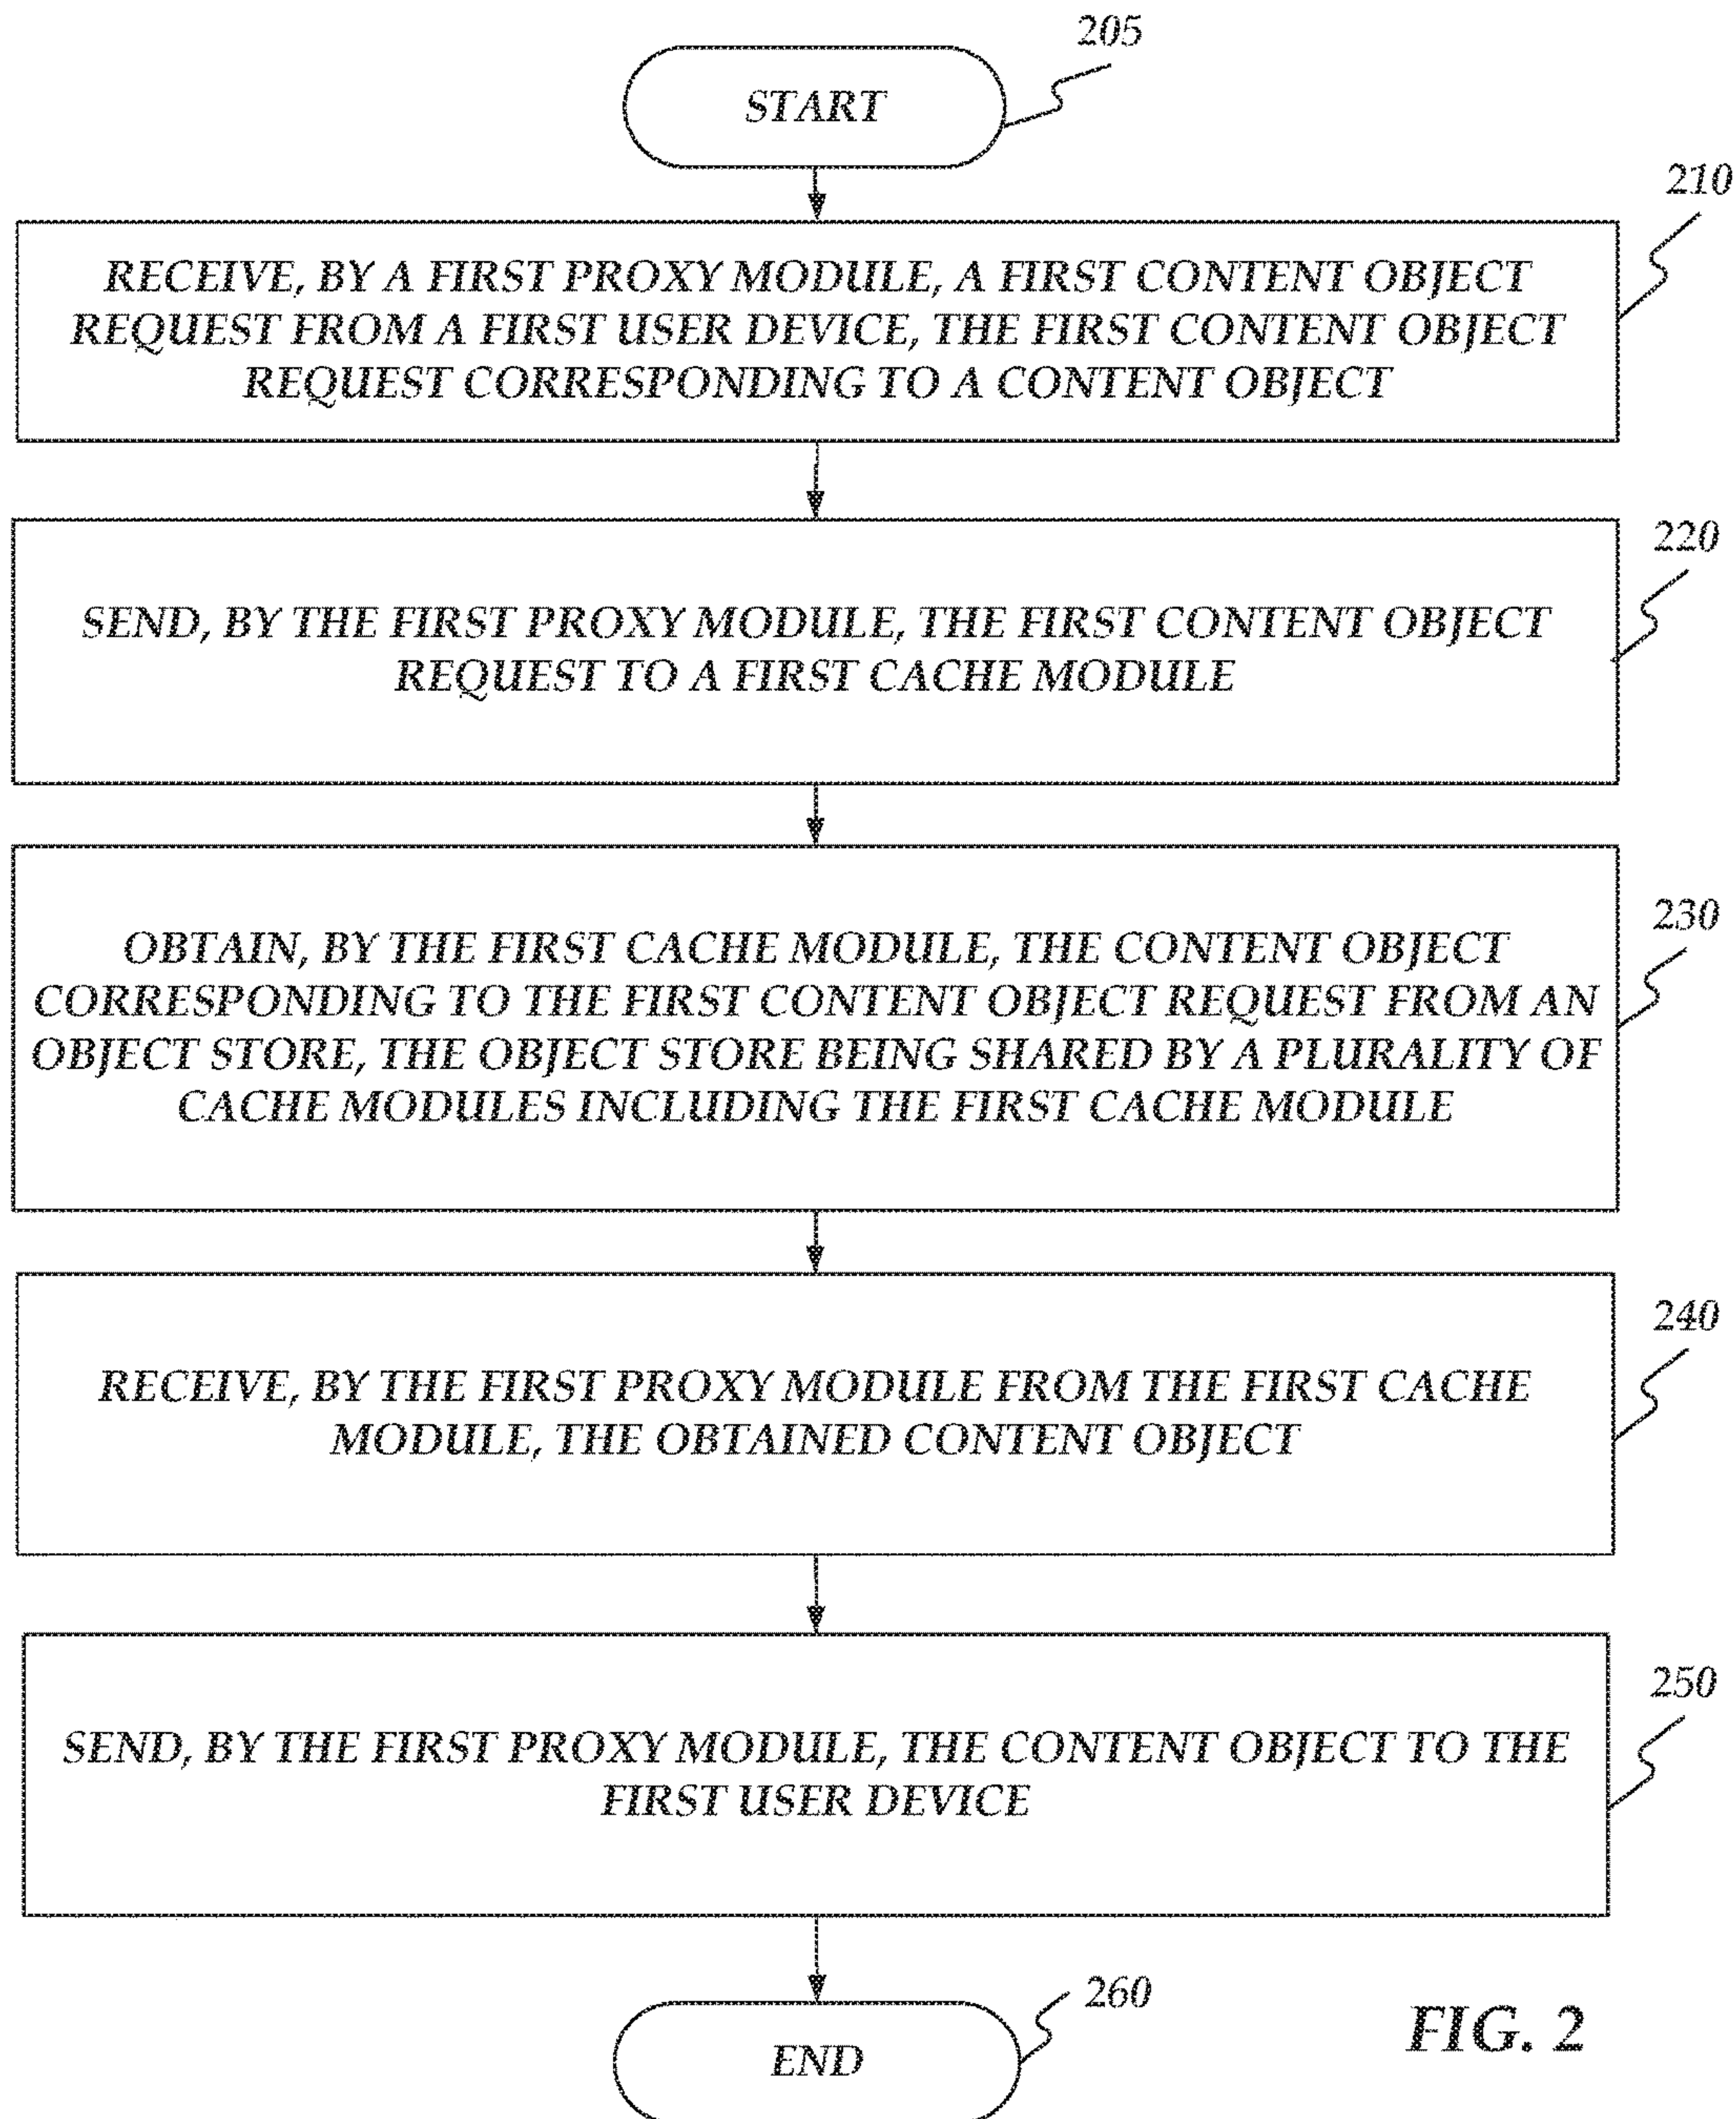 205
START
210
RECEIVE, BY A FIRST PROXY MODULE, A FIRST CONTENT OBJECT
REQUEST FROM A FIRST USER DEVICE, THE FIRST CONTENT OBJECT
REQUEST CORRESPONDING TO A CONTENT OBJECT
220
SEND, BY THE FIRST PROXY MODULE, THE FIRST CONTENT OBJECT
REQUEST TO A FIRST CACHE MODULE
230
OBTAIN, BY THE FIRST CACHE MODULE, THE CONTENT OBJECT
CORRESPONDING TO THE FIRST CONTENT OBJECT REQUEST FROM AN
OBJECT STORE, THE OBJECT STORE BEING SHARED BY A PLURALITY OF
CACHE MODULES INCLUDING THE FIRST CACHE MODULE
240
RECEIVE, BY THE FIRST PROXY MODULE FROM THE FIRST CACHE
MODULE, THE OBTAINED CONTENT OBJECT
250
SEND, BY THE FIRST PROXY MODULE, THE CONTENT OBJECT TO THE
FIRST USER DEVICE
260
END
FIG. 2